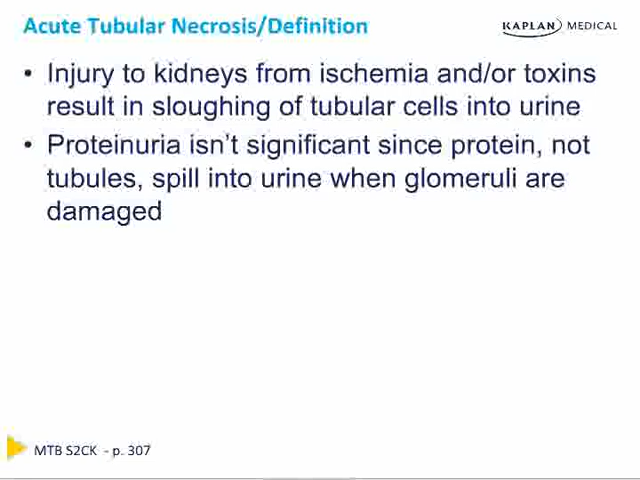 Acute Tubular Necrosis/Definition
KAPLAN MEDICAL
• Injury to kidneys from ischemia and/or toxins
result in sloughing of tubular cells into urine
• Proteinuria isn't significant since protein, not
tubules, spill into urine when glomeruli are
damaged
MTB S2CK - p. 307